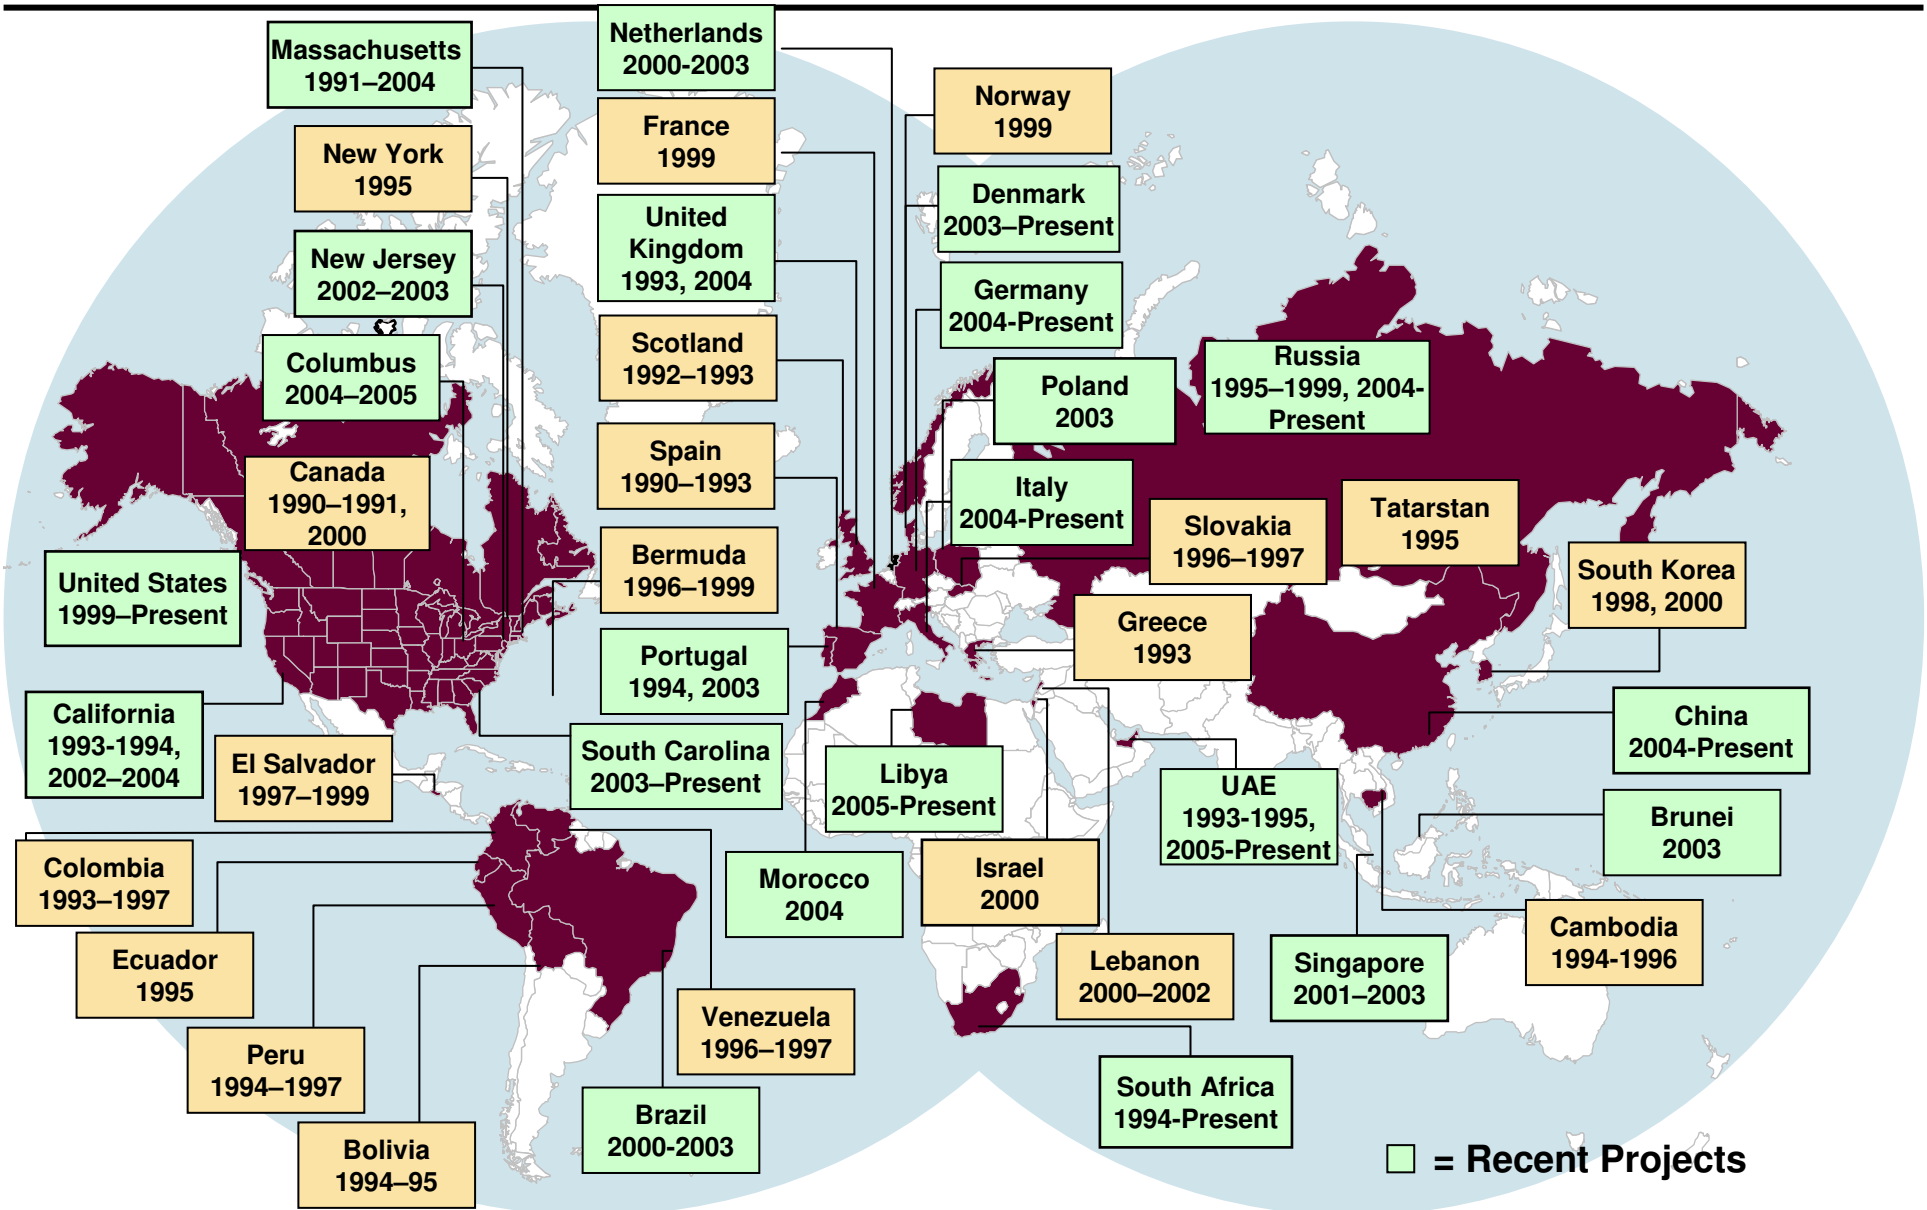 Massachusetts
1991–2004
New York
1995
New Jersey
2002–2003
Columbus
2004–2005
Canada
1990–1991,
2000
United States
1999–Present
California
1993-1994,
2002–2004
El Salvador
1997–1999
Colombia
1993–1997
Ecuador
1995
Peru
1994–1997
Bolivia
1994–95
Netherlands
2000-2003
France
1999
United
Kingdom
1993, 2004
Scotland
1992–1993
Spain
1990–1993
Bermuda
1996–1999
Portugal
1994, 2003
South Carolina
2003–Present
Venezuela
1996–1997
Brazil
2000-2003
Norway
1999
Denmark
2003–Present
Germany
2004-Present
Poland
2003
Italy
2004-Present
Russia
1995–1999, 2004-
Present
Slovakia
1996–1997
Tatarstan
1995
South Korea
1998, 2000
Greece
1993
Libya
2005-Present
Morocco
2004
Israel
2000
Lebanon
2000–2002
UAE
1993-1995,
2005-Present
China
2004-Present
Brunei
2003
Cambodia
1994-1996
Singapore
2001–2003
South Africa
1994-Present
= Recent Projects